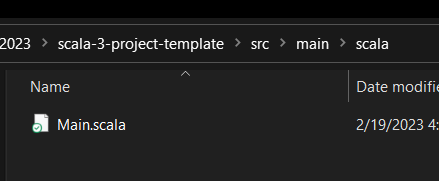 2023 › scala-3-project-template › src › main › scala
Name Date modifie
Main.scala 2/19/2023 4: